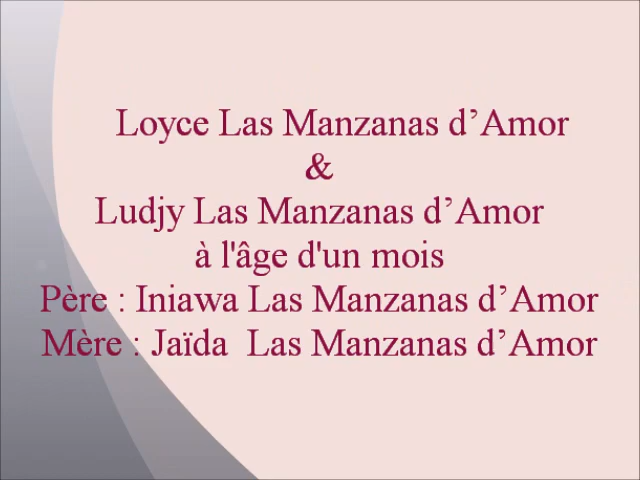 Loyce Las Manzanas d’Amor
&
Ludjy Las Manzanas d’Amor
à l'âge d'un mois
Père : Iniawa Las Manzanas d’Amor
Mère : Jaïda  Las Manzanas d’Amor